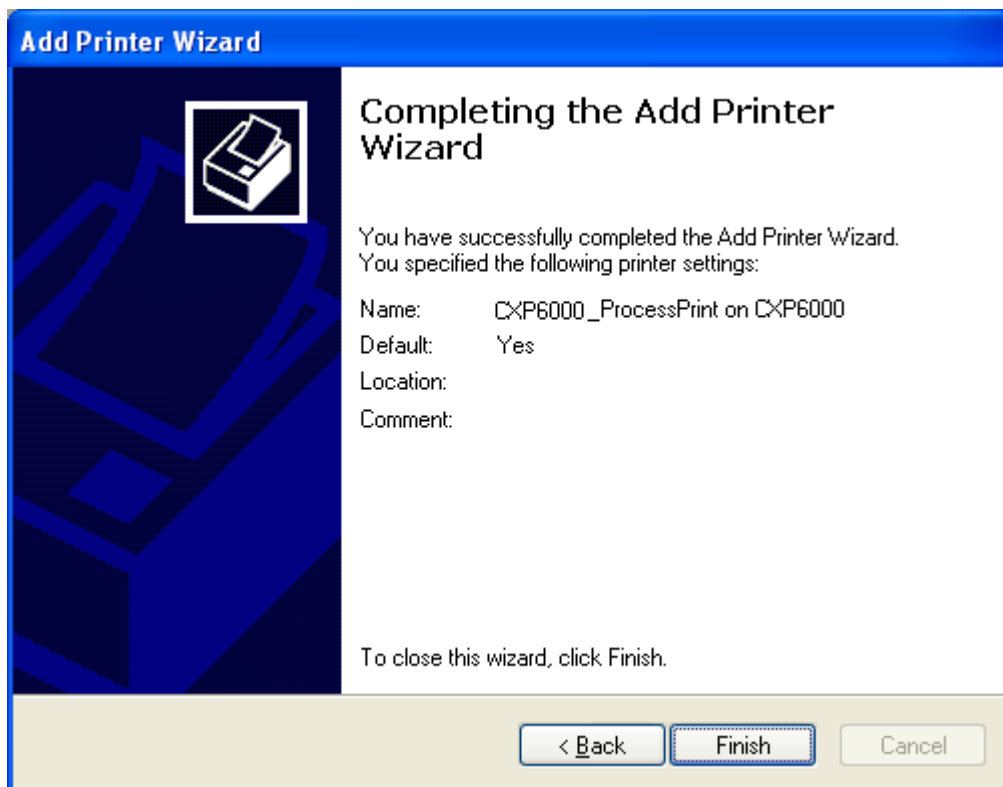 Add Printer Wizard
Completing the Add Printer
Wizard
You have successfully completed the Add Printer Wizard.
You specified the following printer settings:
Name: CXP6000_ProcessPrint on CXP6000
Default: Yes
Location:
Comment:
To close this wizard, click Finish.
< Back Finish Cancel